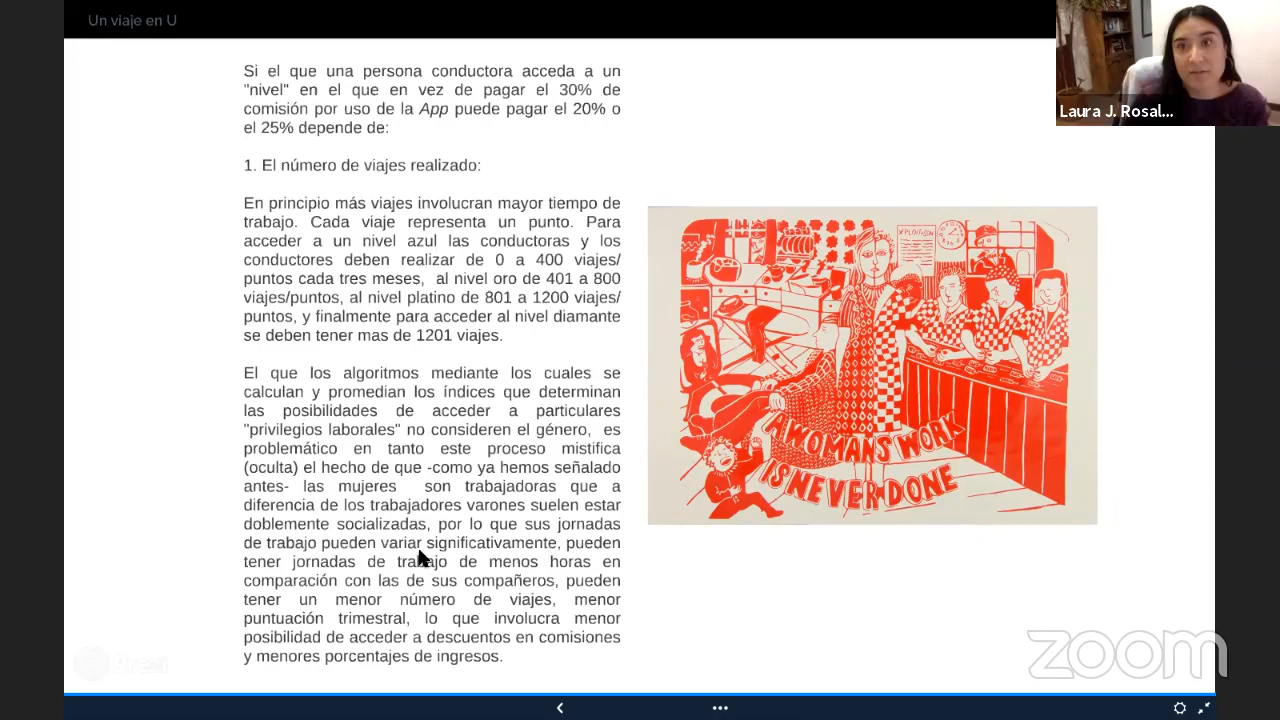 Un viaje en U
Laura J. Rosal...
Si el que una persona conductora acceda a un
"nivel" en el que en vez de pagar el 30% de
comisión por uso de la App puede pagar el 20% o
el 25% depende de:
1. El número de viajes realizado:
En principio más viajes involucran mayor tiempo de
trabajo. Cada viaje representa un punto. Para
acceder a un nivel azul las conductoras y los
conductores deben realizar de 0 a 400 viajes/
puntos cada tres meses, al nivel oro de 401 a 800
viajes/puntos, al nivel platino de 801 a 1200 viajes/
puntos, y finalmente para acceder al nivel diamante
se deben tener mas de 1201 viajes.
El que los algoritmos mediante los cuales se
calculan y promedian los índices que determinan
las posibilidades de acceder a particulares
"privilegios laborales" no consideren el género, es
problemático en tanto este proceso mistifica
(oculta) el hecho de que -como ya hemos señalado
antes- las mujeres son trabajadoras que a
diferencia de los trabajadores varones suelen estar
doblemente socializadas, por lo que sus jornadas
de trabajo pueden variar significativamente, pueden
tener jornadas de trabajo de menos horas en
comparación con las de sus compañeros, pueden
tener un menor número de viajes, menor
puntuación trimestral, lo que involucra menor
posibilidad de acceder a descuentos en comisiones
y menores porcentajes de ingresos.
A WOMANS WORK
IS NEVER DONE
Prezi
zoom